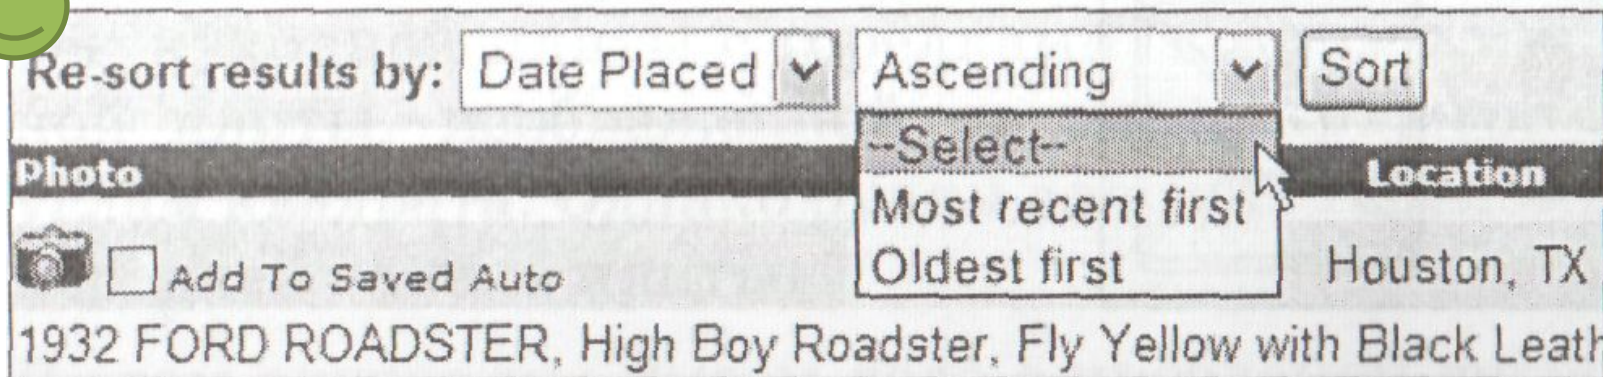 Re-sort results by: Date Placed Ascending Sort
--Select--
Photo Location
Most recent first
Add To Saved Auto Oldest first Houston, TX
1932 FORD ROADSTER, High Boy Roadster, Fly Yellow with Black Leath